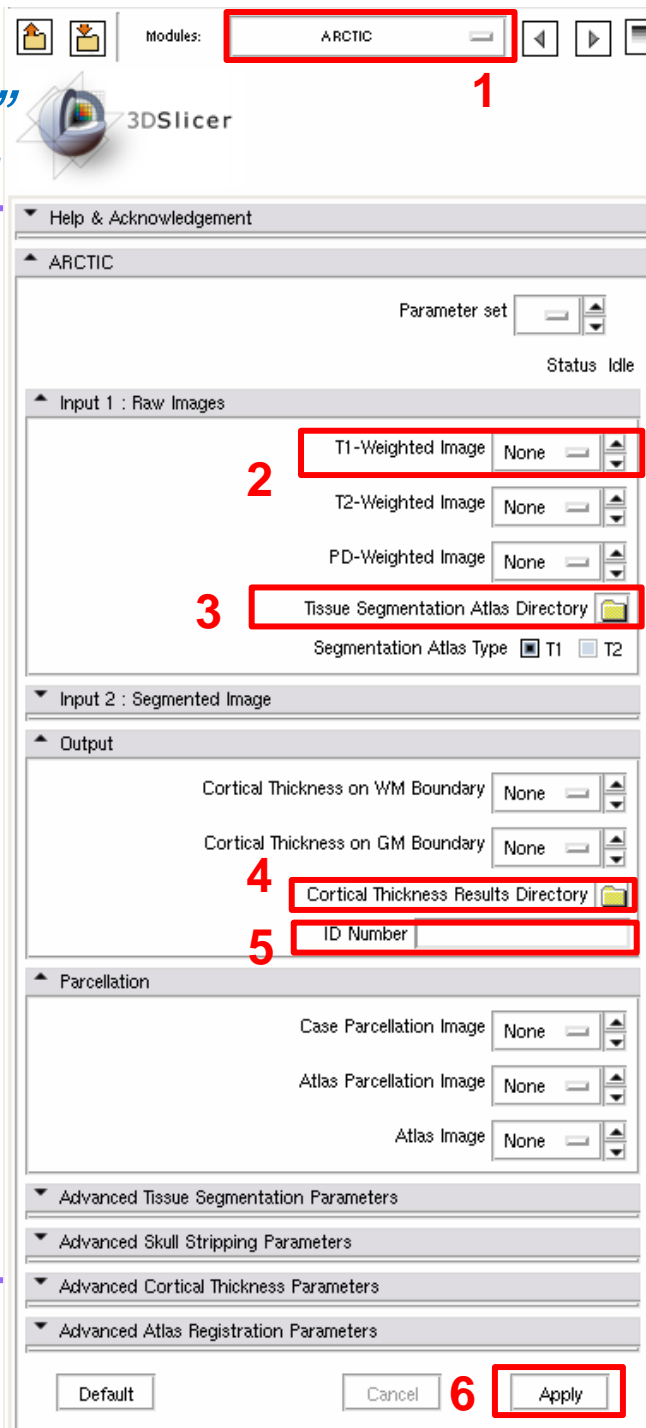 Modules: ARCTIC
1
”
3DSlicer
Help & Acknowledgement
ARCTIC
Parameter set
Status Idle
Input 1 : Raw Images
T1-Weighted Image None
2
T2-Weighted Image None
PD-Weighted Image None
3 Tissue Segmentation Atlas Directory
Segmentation Atlas Type T1 T2
Input 2 : Segmented Image
Output
Cortical Thickness on WM Boundary None
Cortical Thickness on GM Boundary None
4 Cortical Thickness Results Directory
5 ID Number
Parcellation
Case Parcellation Image None
Atlas Parcellation Image None
Atlas Image None
Advanced Tissue Segmentation Parameters
Advanced Skull Stripping Parameters
Advanced Cortical Thickness Parameters
Advanced Atlas Registration Parameters
Default Cancel 6 Apply